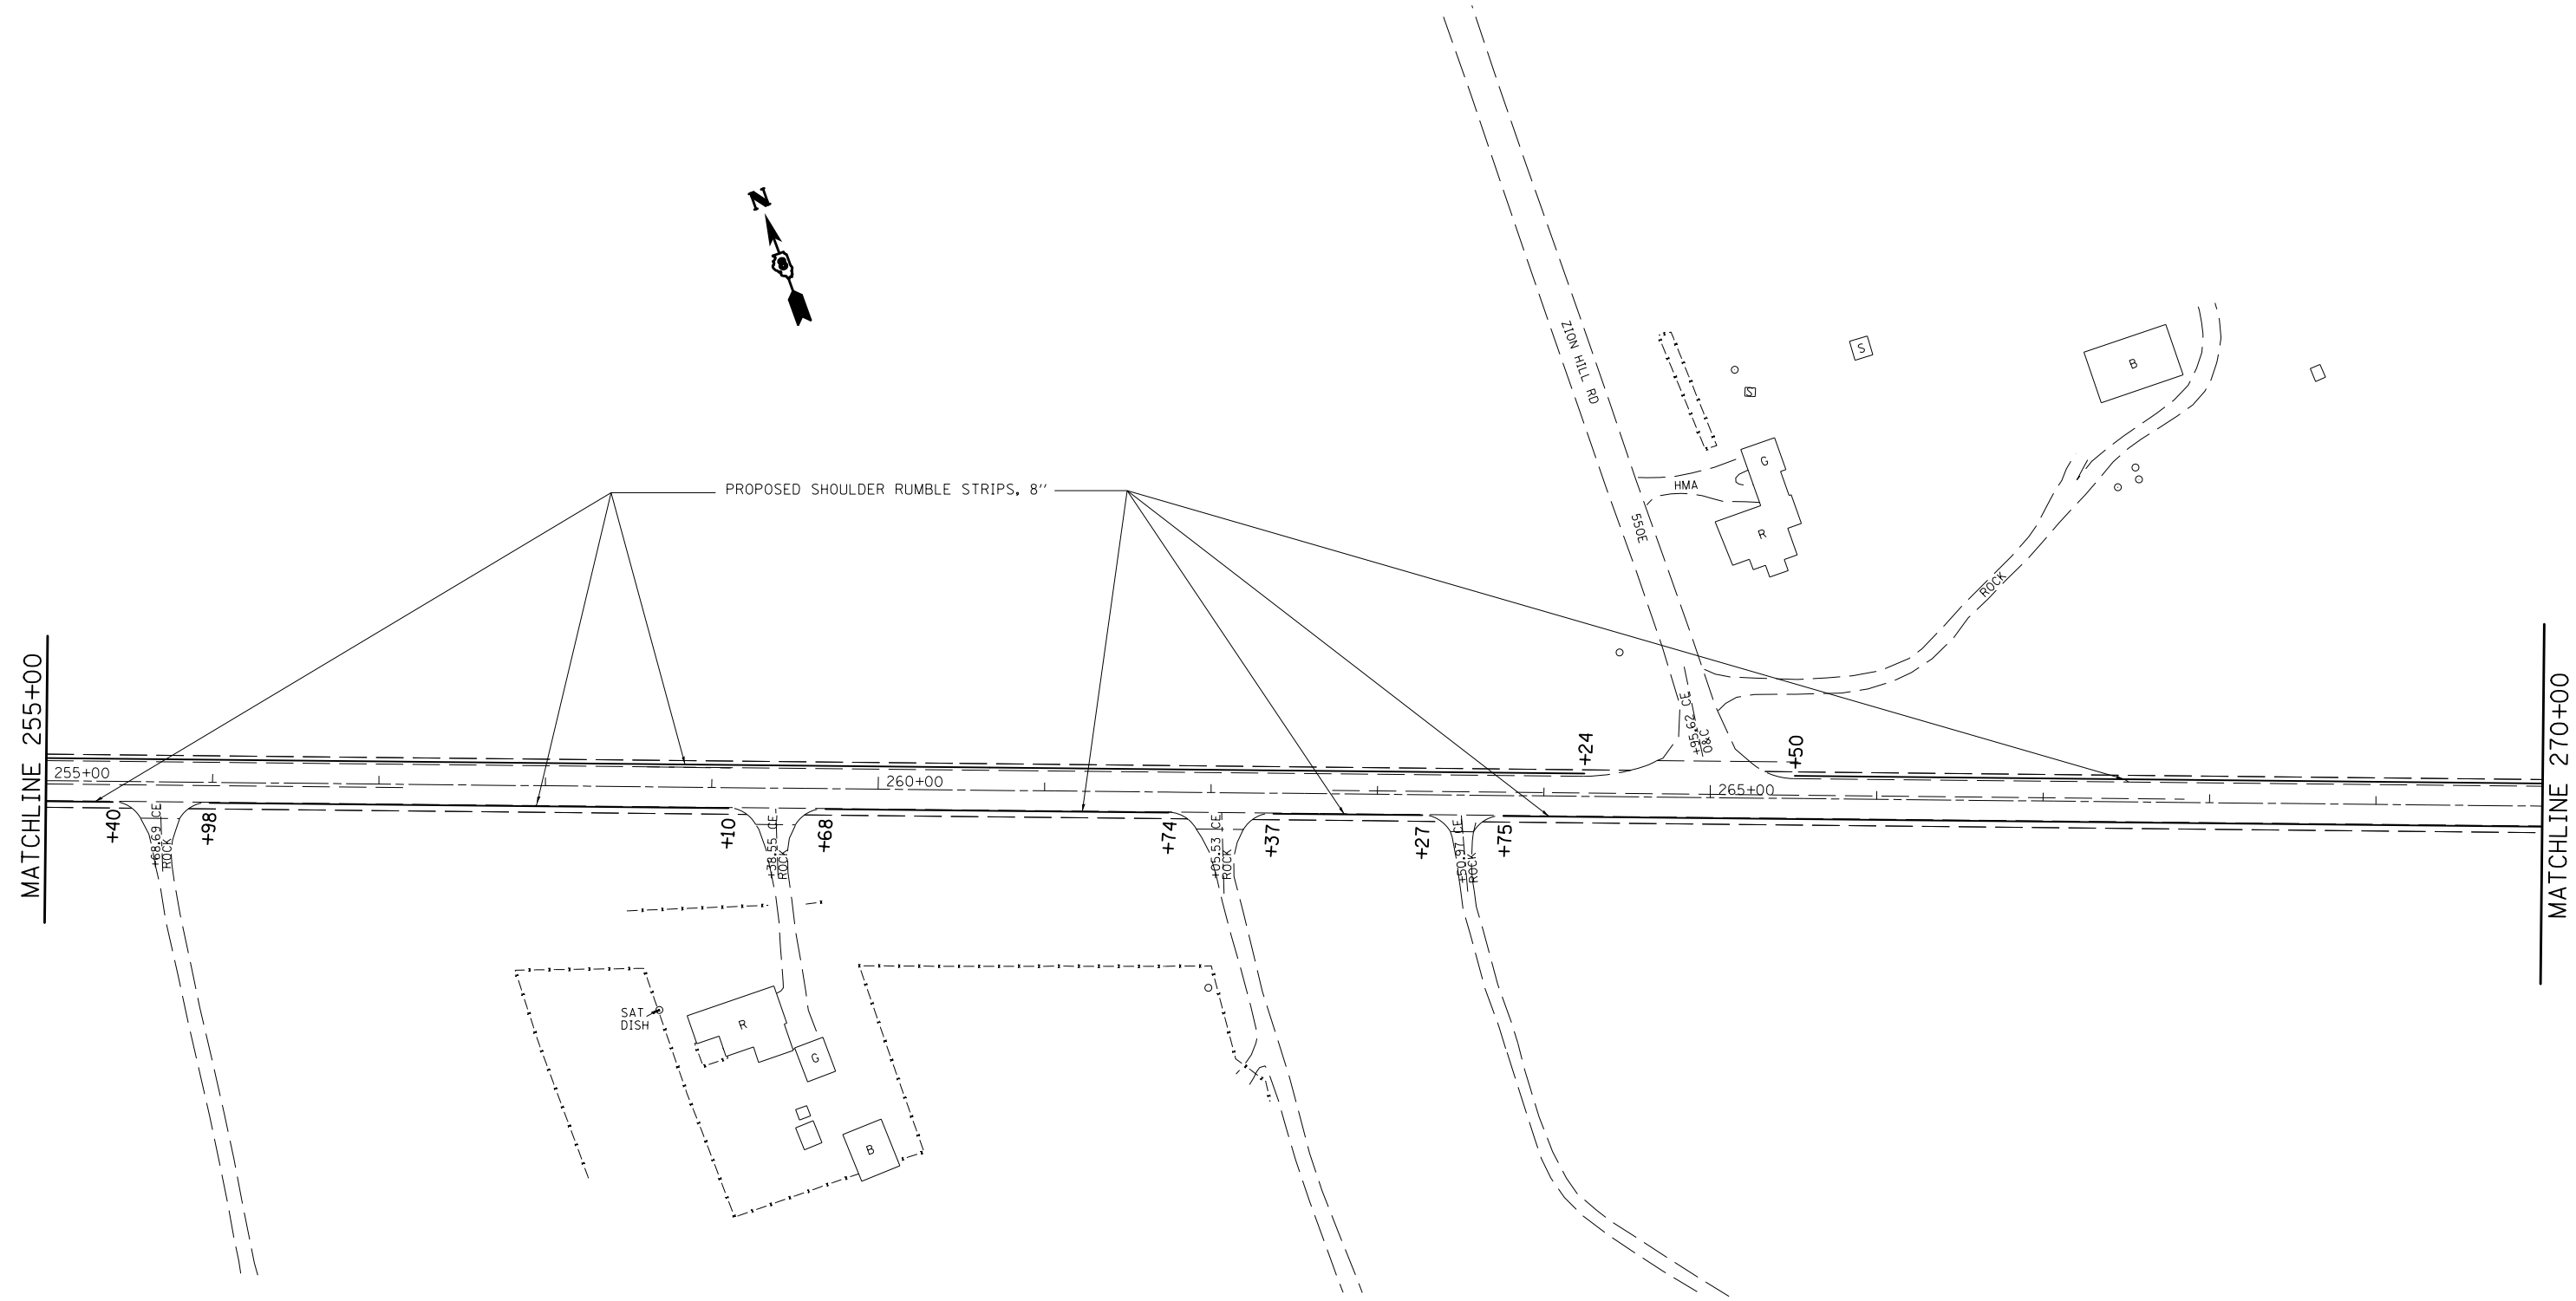 N
ZION HILL RD
S
S
B
G
HMA
R
550E
PROPOSED SHOULDER RUMBLE STRIPS, 8''
ROCK
MATCHLINE 255+00
MATCHLINE 270+00
+95.62 CE
O&C
+24
+50
255+00
260+00
265+00
+40
+68.69 CE
ROCK
+98
+10
+38.55 CE
ROCK
+68
+74
+05.53 CE
ROCK
+37
+27
+50.97 CE
ROCK
+75
SAT
DISH
R
G
B